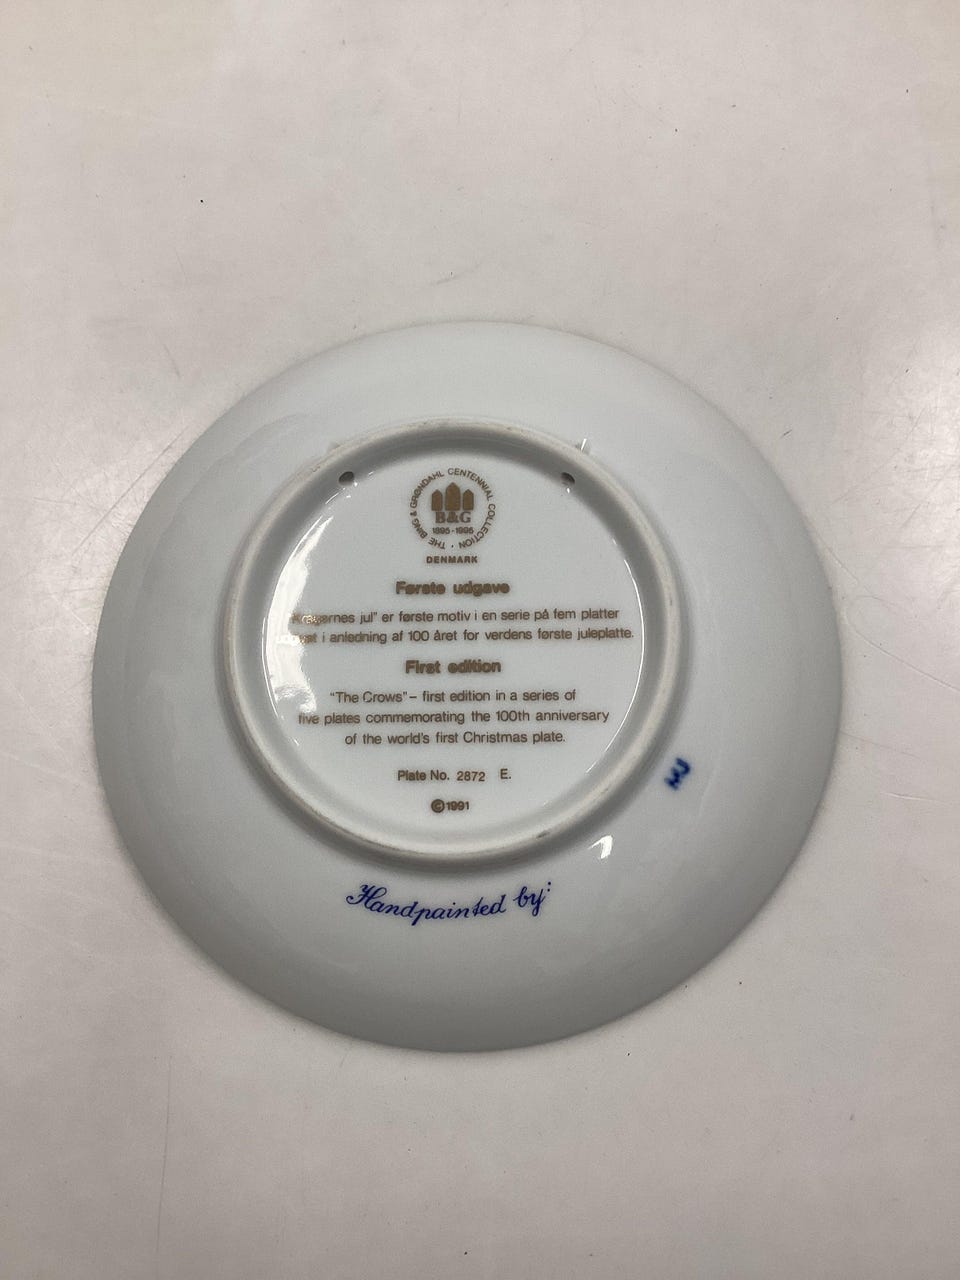 THE BING & GRØNDAHL CENTENNIAL COLLECTION
B&G
1895-1995
DENMARK
Første udgave
jul" er første motiv i en serie på fem platter
i anledning af 100 året for verdens første juleplatte.
First edition
"The Crows" – first edition in a series of
five plates commemorating the 100th anniversary
of the world's first Christmas plate.
Plate No. 2872 E.
©1991
Handpainted by: